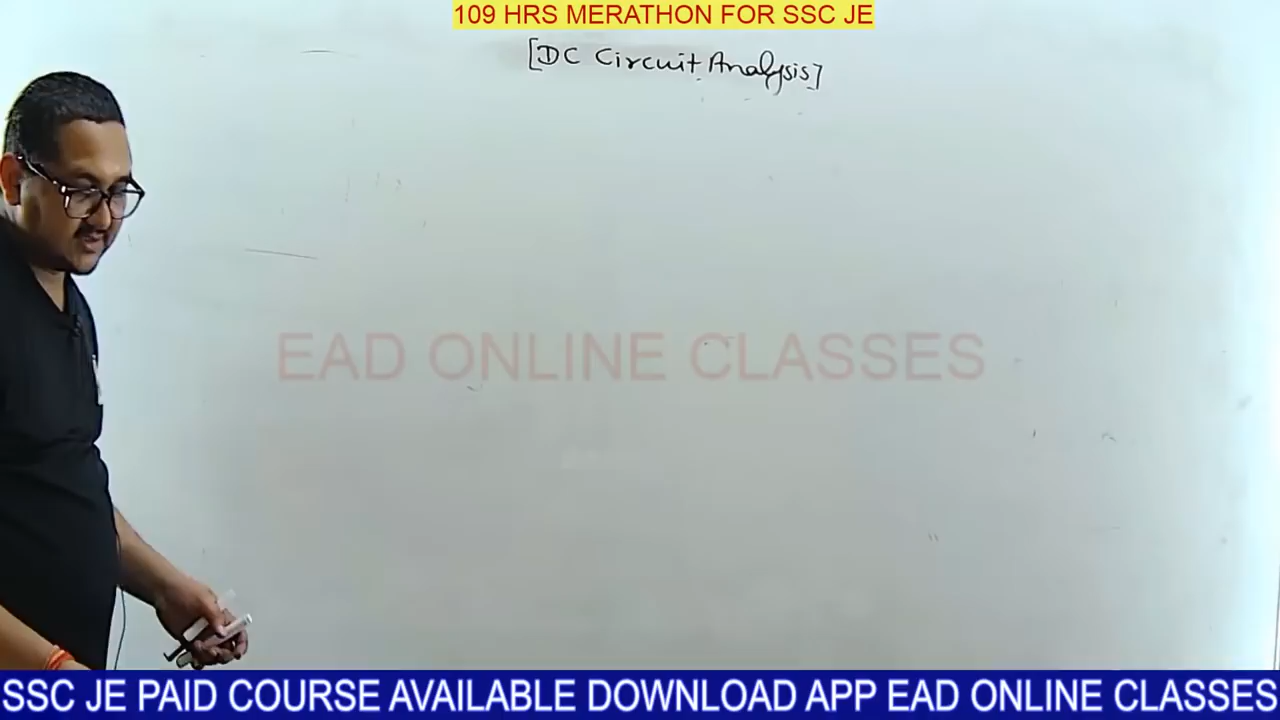 109 HRS MERATHON FOR SSC JE
[DC Circuit Analysis]
EAD ONLINE CLASSES
SSC JE PAID COURSE AVAILABLE DOWNLOAD APP EAD ONLINE CLASSES